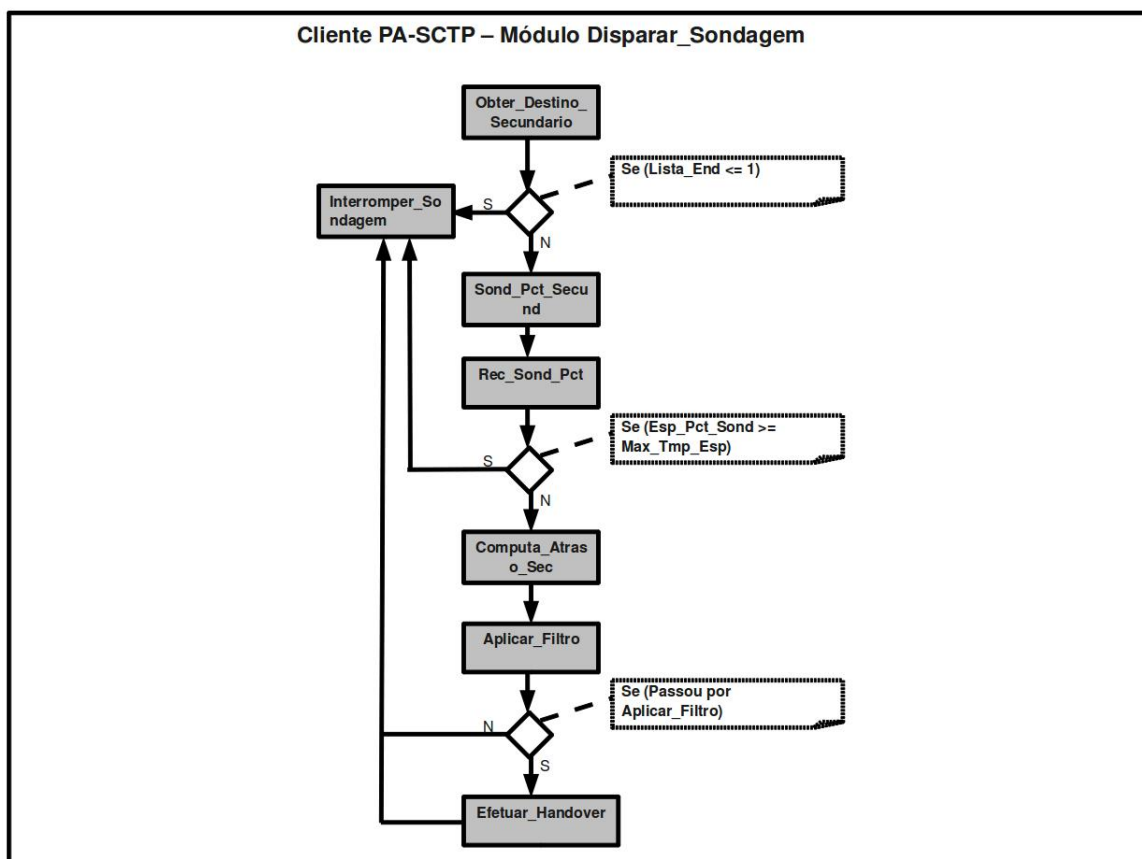 Cliente PA-SCTP – Módulo Disparar_Sondagem
Obter_Destino_
Secundario
Se (Lista_End <= 1)
Interromper_So
ndagem
S
N
Sond_Pct_Secu
nd
Rec_Sond_Pct
Se (Esp_Pct_Sond >=
Max_Tmp_Esp)
S
N
Computa_Atras
o_Sec
Aplicar_Filtro
Se (Passou por
Aplicar_Filtro)
N
S
Efetuar_Handover